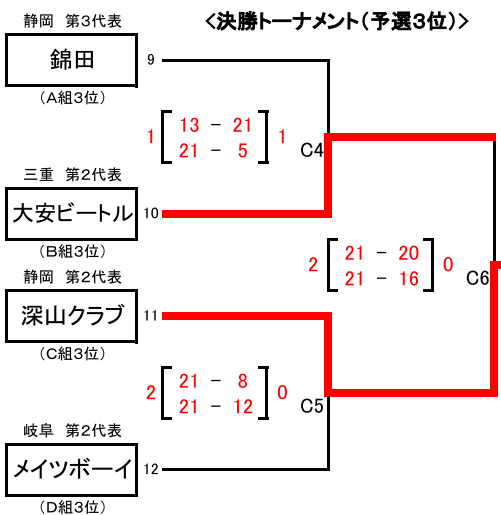 静岡 第３代表
<決勝トーナメント(予選３位)>
錦田
9
(A組３位)
1 13 - 21 1
21 - 5
C4
三重 第２代表
大安ビートル
10
(B組３位)
2 21 - 20 0
21 - 16
C6
静岡 第２代表
深山クラブ
11
(C組３位)
2 21 - 8 0
21 - 12
C5
岐阜 第２代表
メイツボーイ
12
(D組３位)